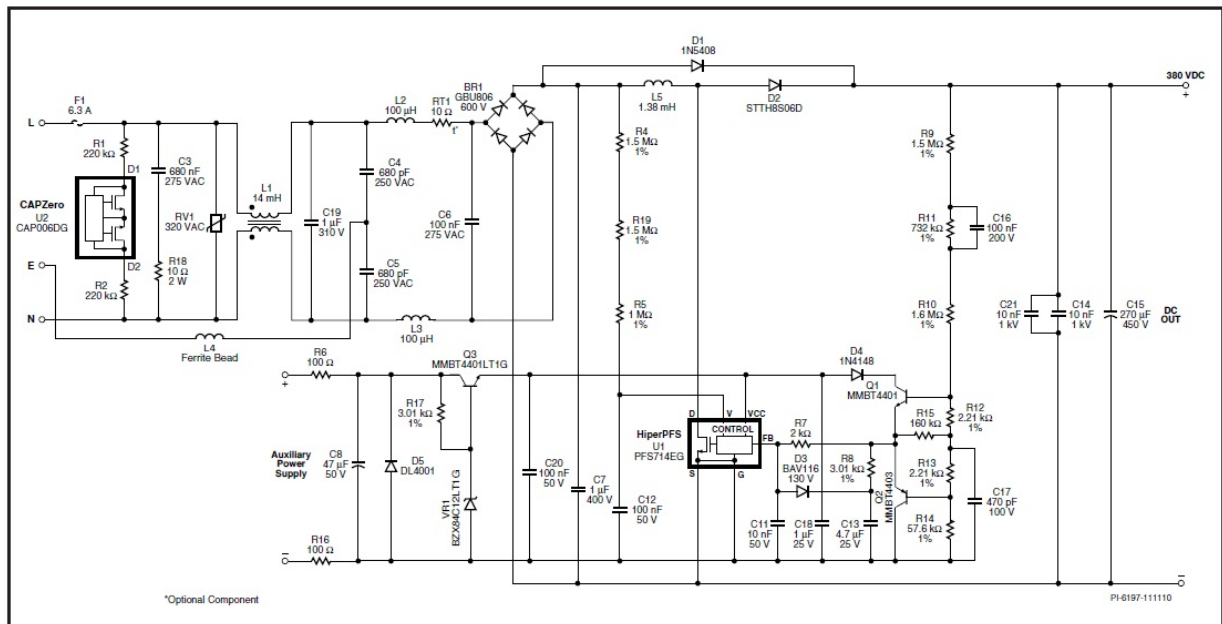 D1
1N5408
380 VDC
+
L5
1.38 mH
D2
STTH8S06D
BR1
GBU806
600 V
F1
6.3 A
L
L2
100 µH
RT1
10 Ω
t°
R1
220 kΩ
D1
C3
680 nF
275 VAC
CAPZero
U2
CAP006DG
D2
R2
220 kΩ
R18
10 Ω
2 W
RV1
320 VAC
L1
14 mH
C19
1 µF
310 V
C4
680 pF
250 VAC
C5
680 pF
250 VAC
C6
100 nF
275 VAC
L3
100 µH
E
N
L4
Ferrite Bead
R4
1.5 MΩ
1%
R19
1.5 MΩ
1%
R5
1 MΩ
1%
R9
1.5 MΩ
1%
R11
732 kΩ
1%
C16
100 nF
200 V
R10
1.6 MΩ
1%
C21
10 nF
1 kV
C14
10 nF
1 kV
C15
270 µF
450 V
DC
OUT
R6
100 Ω
+
Q3
MMBT4401LT1G
R17
3.01 kΩ
1%
Auxiliary
Power
Supply
C8
47 µF
50 V
D5
DL4001
VR1
BZX84C12LT1G
R16
100 Ω
−
C20
100 nF
50 V
C7
1 µF
400 V
C12
100 nF
50 V
D
V
VCC
CONTROL
HiperPFS
U1
PFS714EG
FB
S
G
D4
1N4148
Q1
MMBT4401
R7
2 kΩ
D3
BAV116
130 V
R8
3.01 kΩ
1%
Q2
MMBT4403
R15
160 kΩ
R12
2.21 kΩ
1%
R13
2.21 kΩ
1%
R14
57.6 kΩ
1%
C17
470 pF
100 V
C11
10 nF
50 V
C18
1 µF
25 V
C13
4.7 µF
25 V
−
*Optional Component
PI-6197-111110